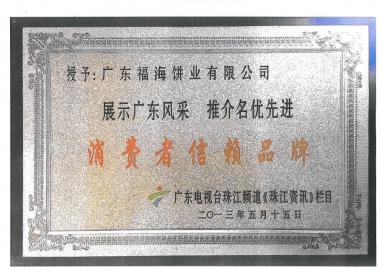 授予:广东福海饼业有限公司
展示广东风采 推介名优先进
消费者信赖品牌
广东电视台珠江频道《珠江资讯》栏目
二〇一三年五月十五日